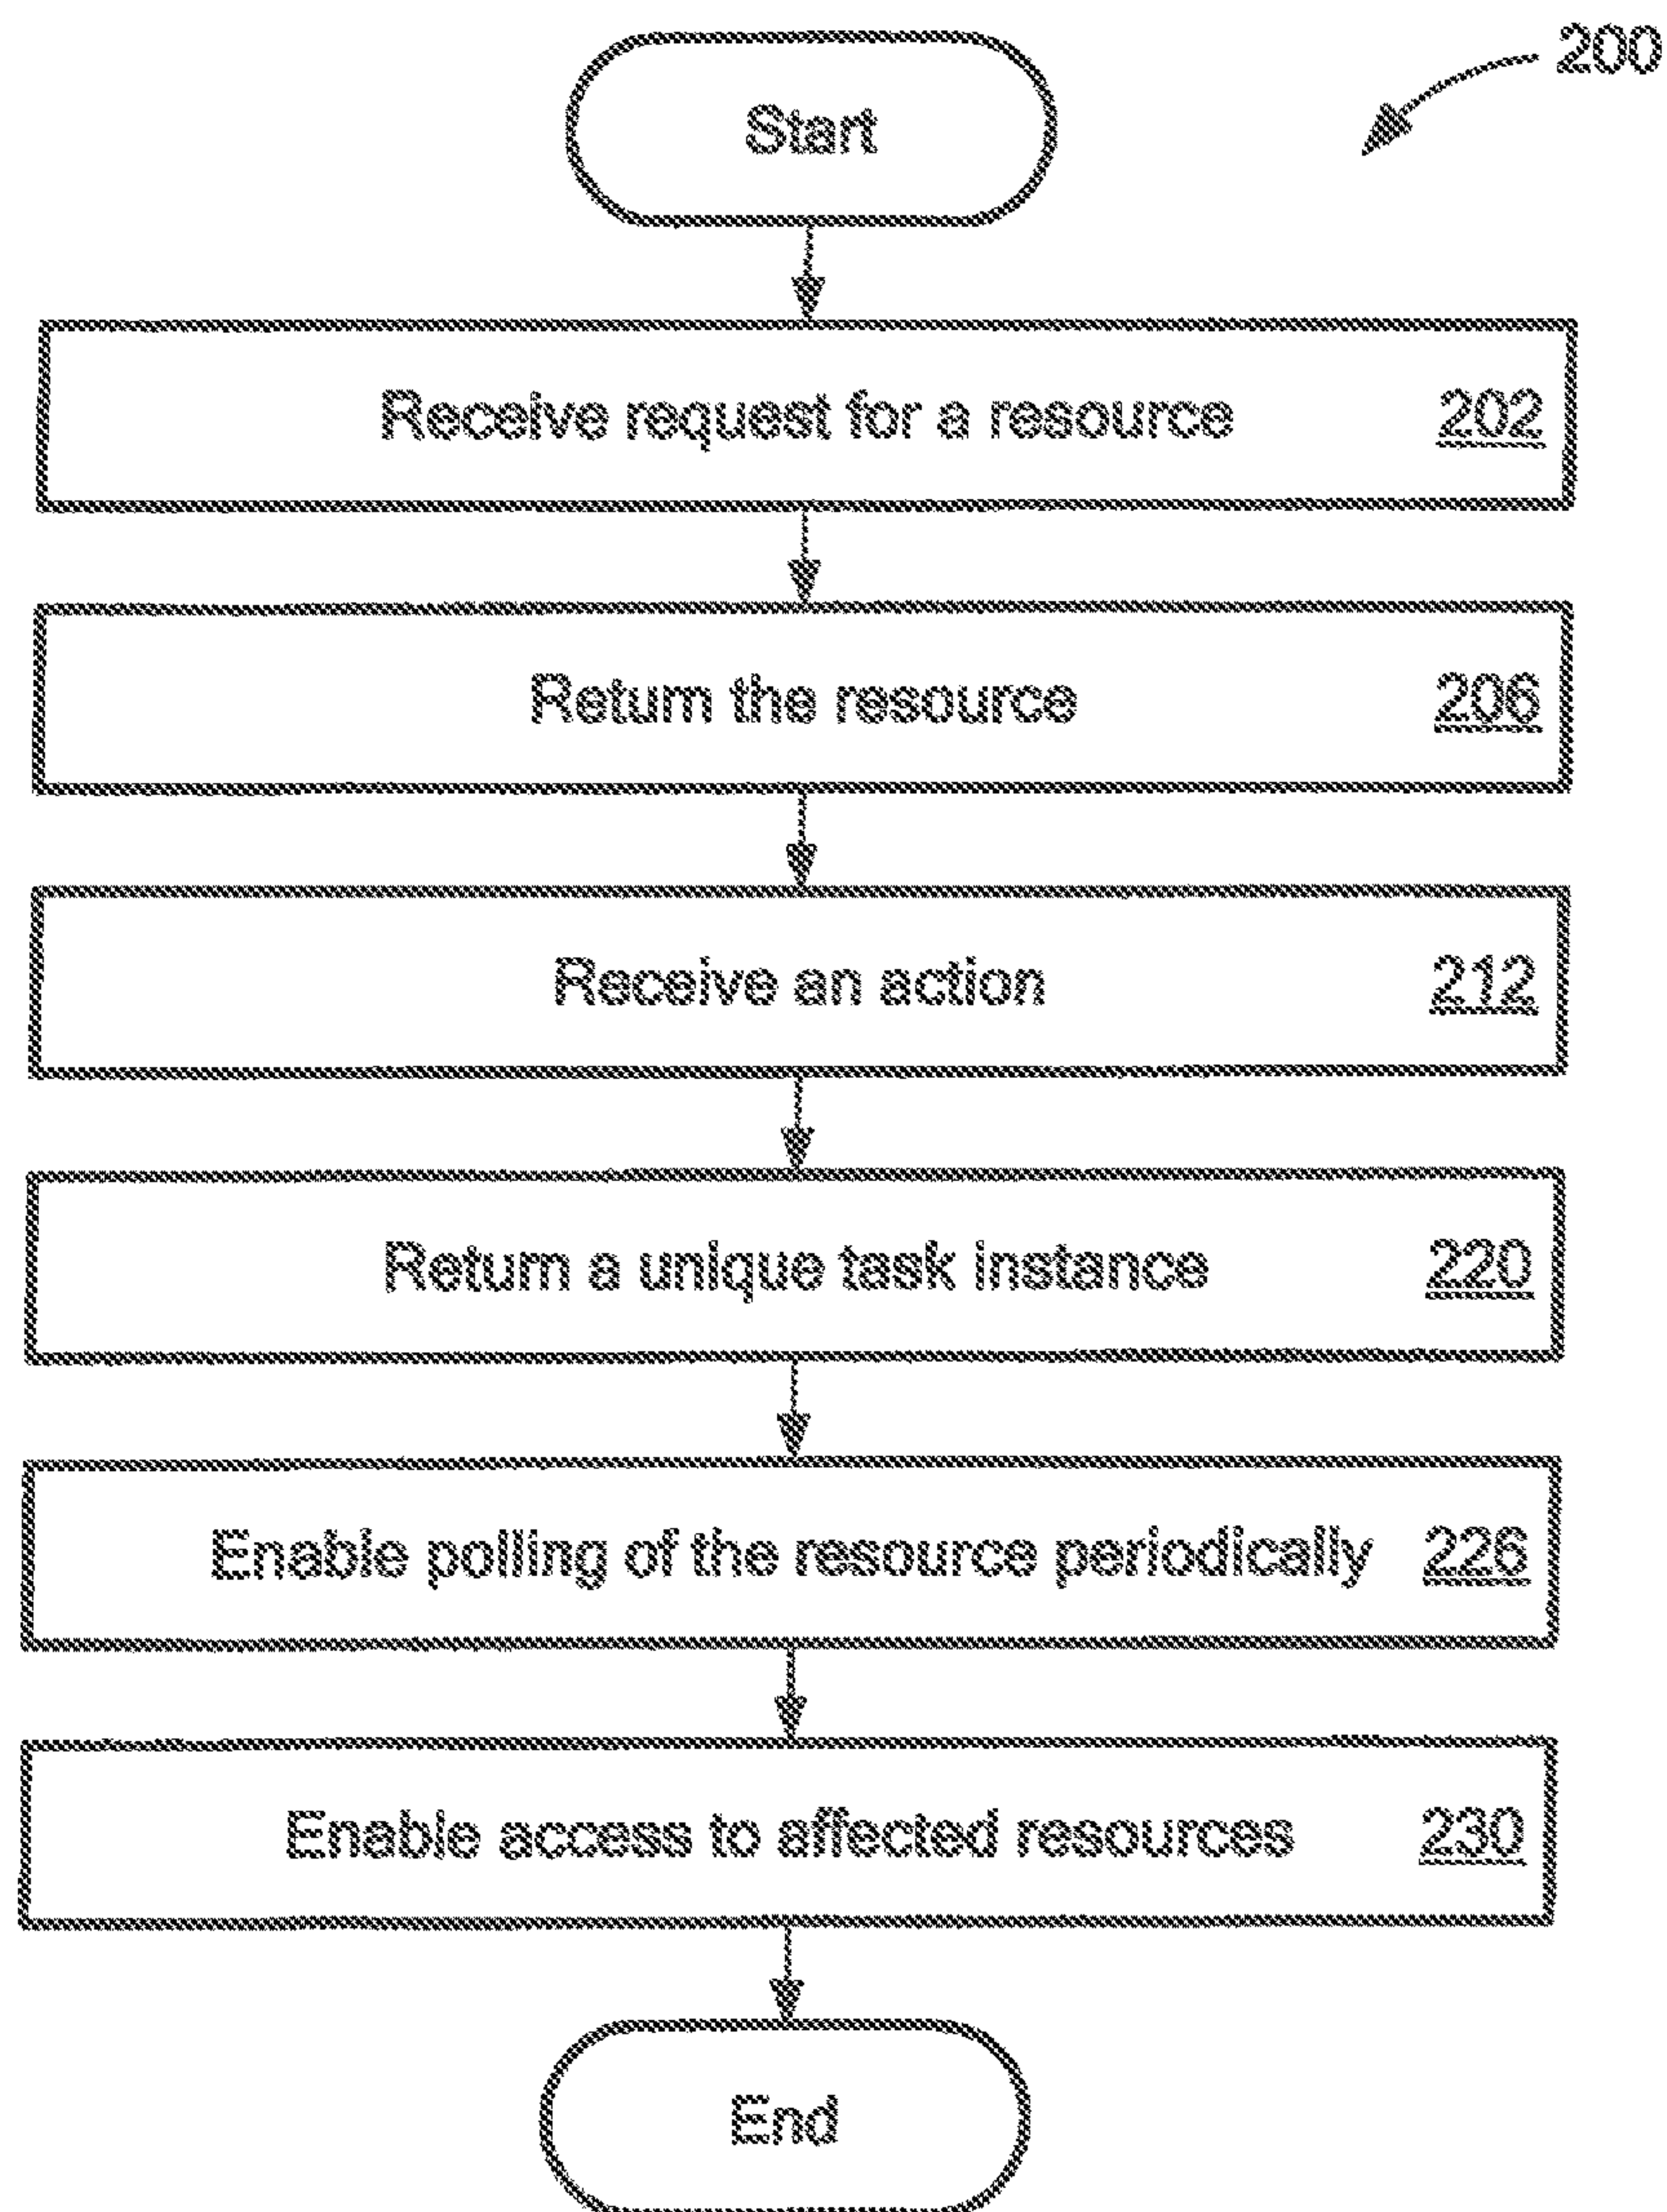 200
Start
Receive request for a resource 202
Return the resource 206
Receive an action 212
Return a unique task instance 220
Enable polling of the resource periodically 226
Enable access to affected resources 230
End